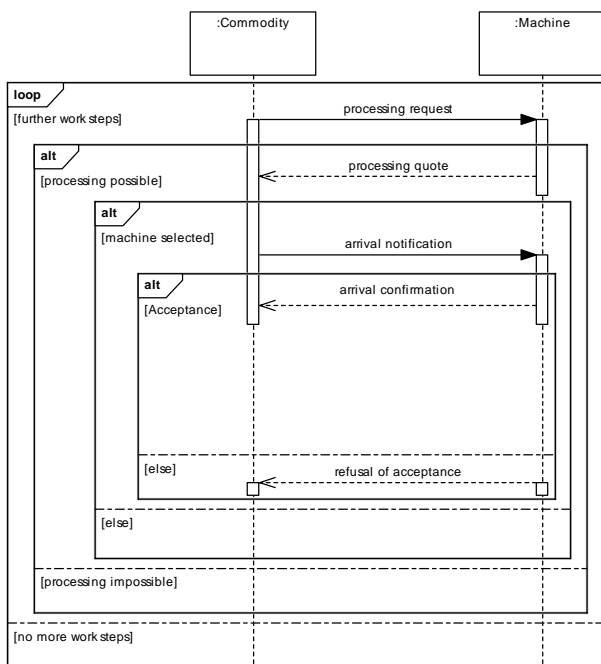 :Commodity
:Machine
loop
[further work steps]
processing request
alt
[processing possible]
processing quote
alt
[machine selected]
arrival notification
alt
[Acceptance]
arrival confirmation
[else]
refusal of acceptance
[else]
[processing impossible]
[no more work steps]